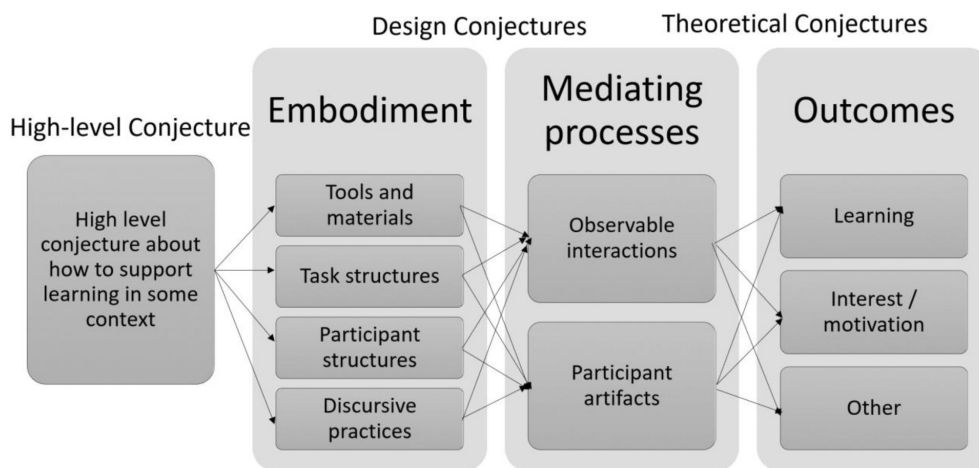 Design Conjectures
Theoretical Conjectures
High-level Conjecture
High level
conjecture about
how to support
learning in some
context
Embodiment
Tools and
materials
Task structures
Participant
structures
Discursive
practices
Mediating
processes
Observable
interactions
Participant
artifacts
Outcomes
Learning
Interest /
motivation
Other